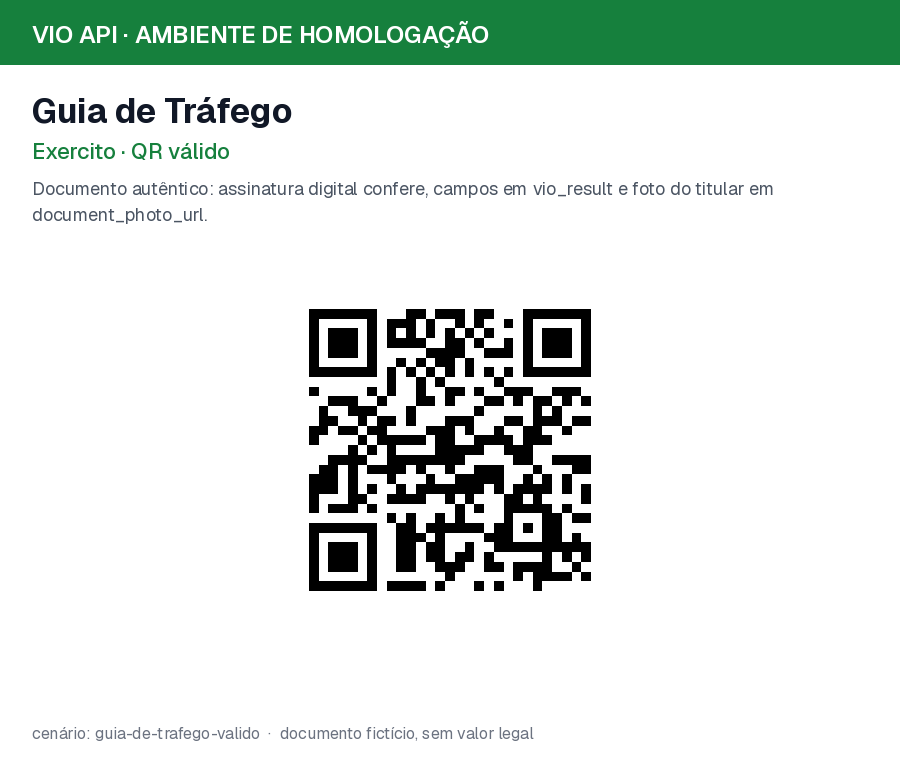 VIO API · AMBIENTE DE HOMOLOGAÇÃO
Guia de Tráfego
Exercito · QR válido
Documento autêntico: assinatura digital confere, campos em vio_result e foto do titular em
document_photo_url.
cenário: guia-de-trafego-valido · documento fictício, sem valor legal